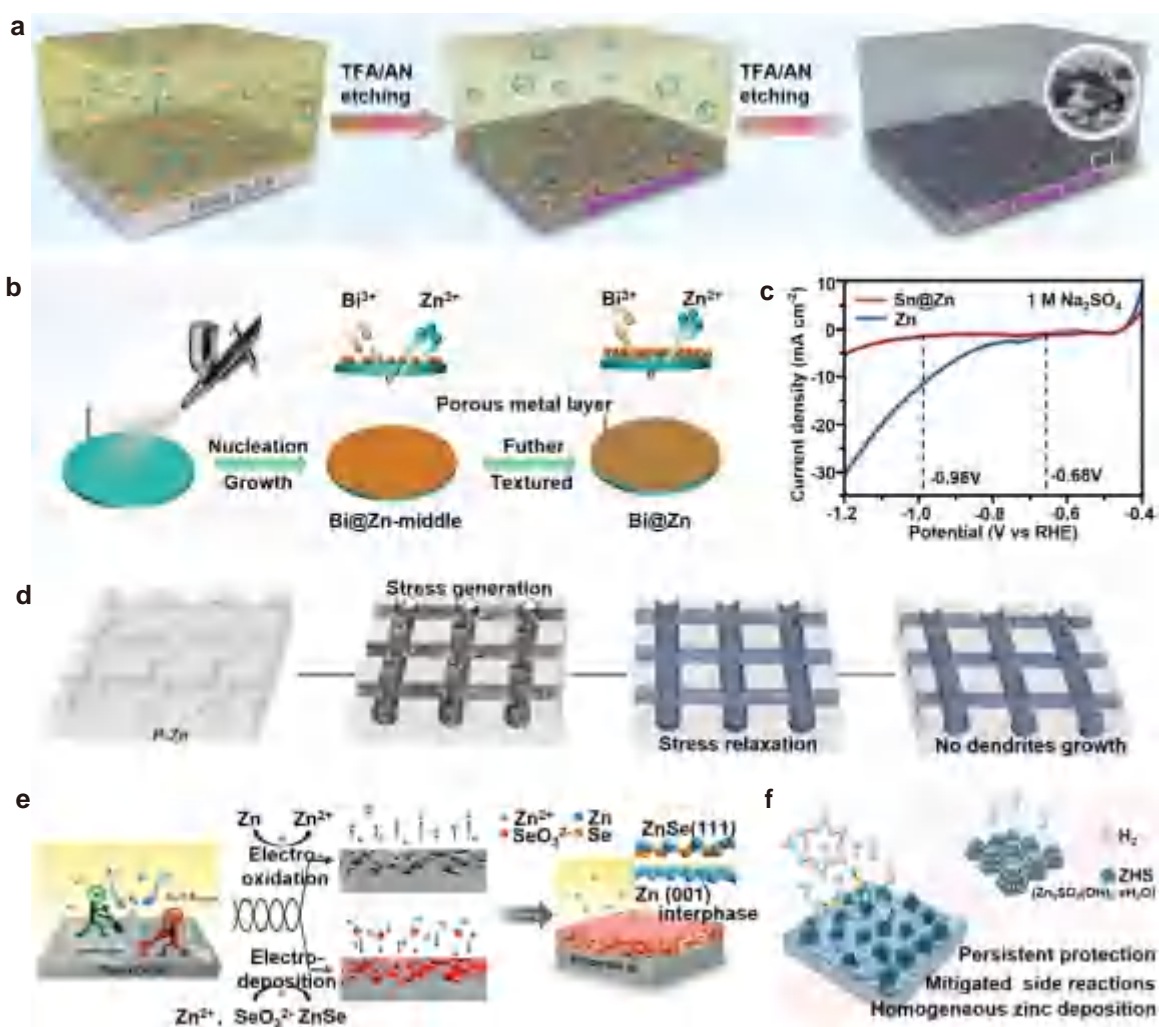 a
TFA/AN
etching
TFA/AN
etching
b
Bi³⁺
Zn²⁺
Bi³⁺
Zn²⁺
Porous metal layer
Nucleation
Growth
Futher
Textured
Bi@Zn-middle
Bi@Zn
c
Sn@Zn
Zn
1 M Na₂SO₄
10
0
-10
-20
-30
Current density (mA cm⁻²)
-0.98V
-0.66V
-1.2
-1.0
-0.8
-0.6
-0.4
Potential (V vs RHE)
d
Stress generation
P-Zn
Stress relaxation
No dendrites growth
e
Zn
Zn²⁺
Electro-
oxidation
Electro-
deposition
Zn²⁺、SeO₃²⁻ ZnSe
Zn²⁺
Zn
SeO₃²⁻
Se
ZnSe(111)
Zn (001)
interphase
f
H₂
ZHS
Persistent protection
Mitigated side reactions
Homogeneous zinc deposition